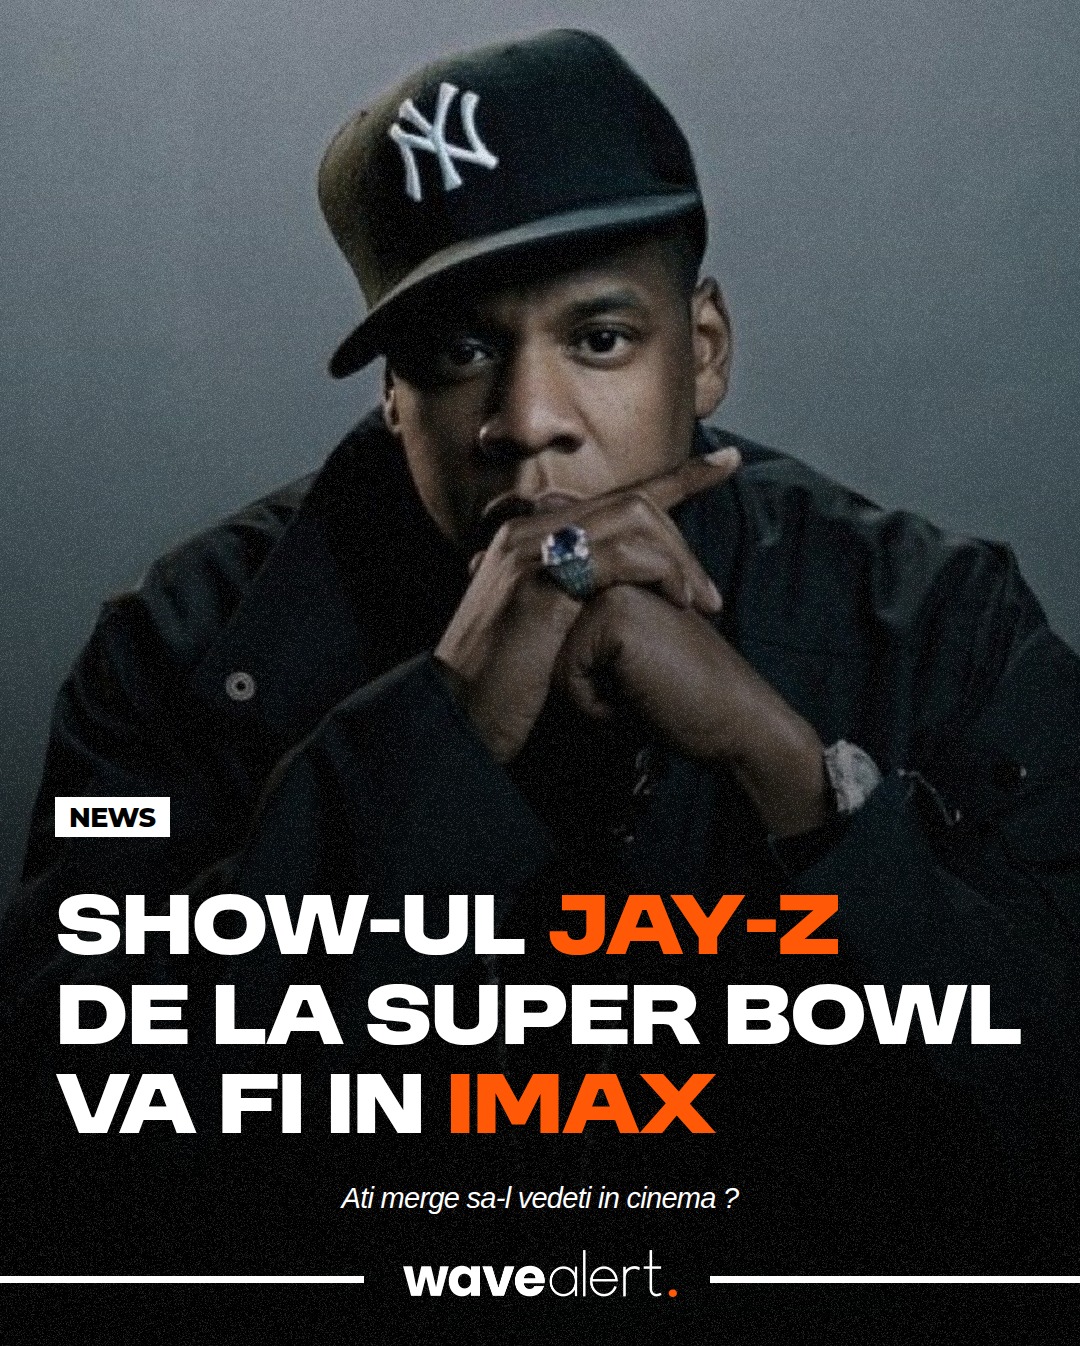 NY
NEWS
SHOW-UL JAY-Z
DE LA SUPER BOWL
VA FI IN IMAX
Ati merge sa-l vedeti in cinema ?
wavealert.